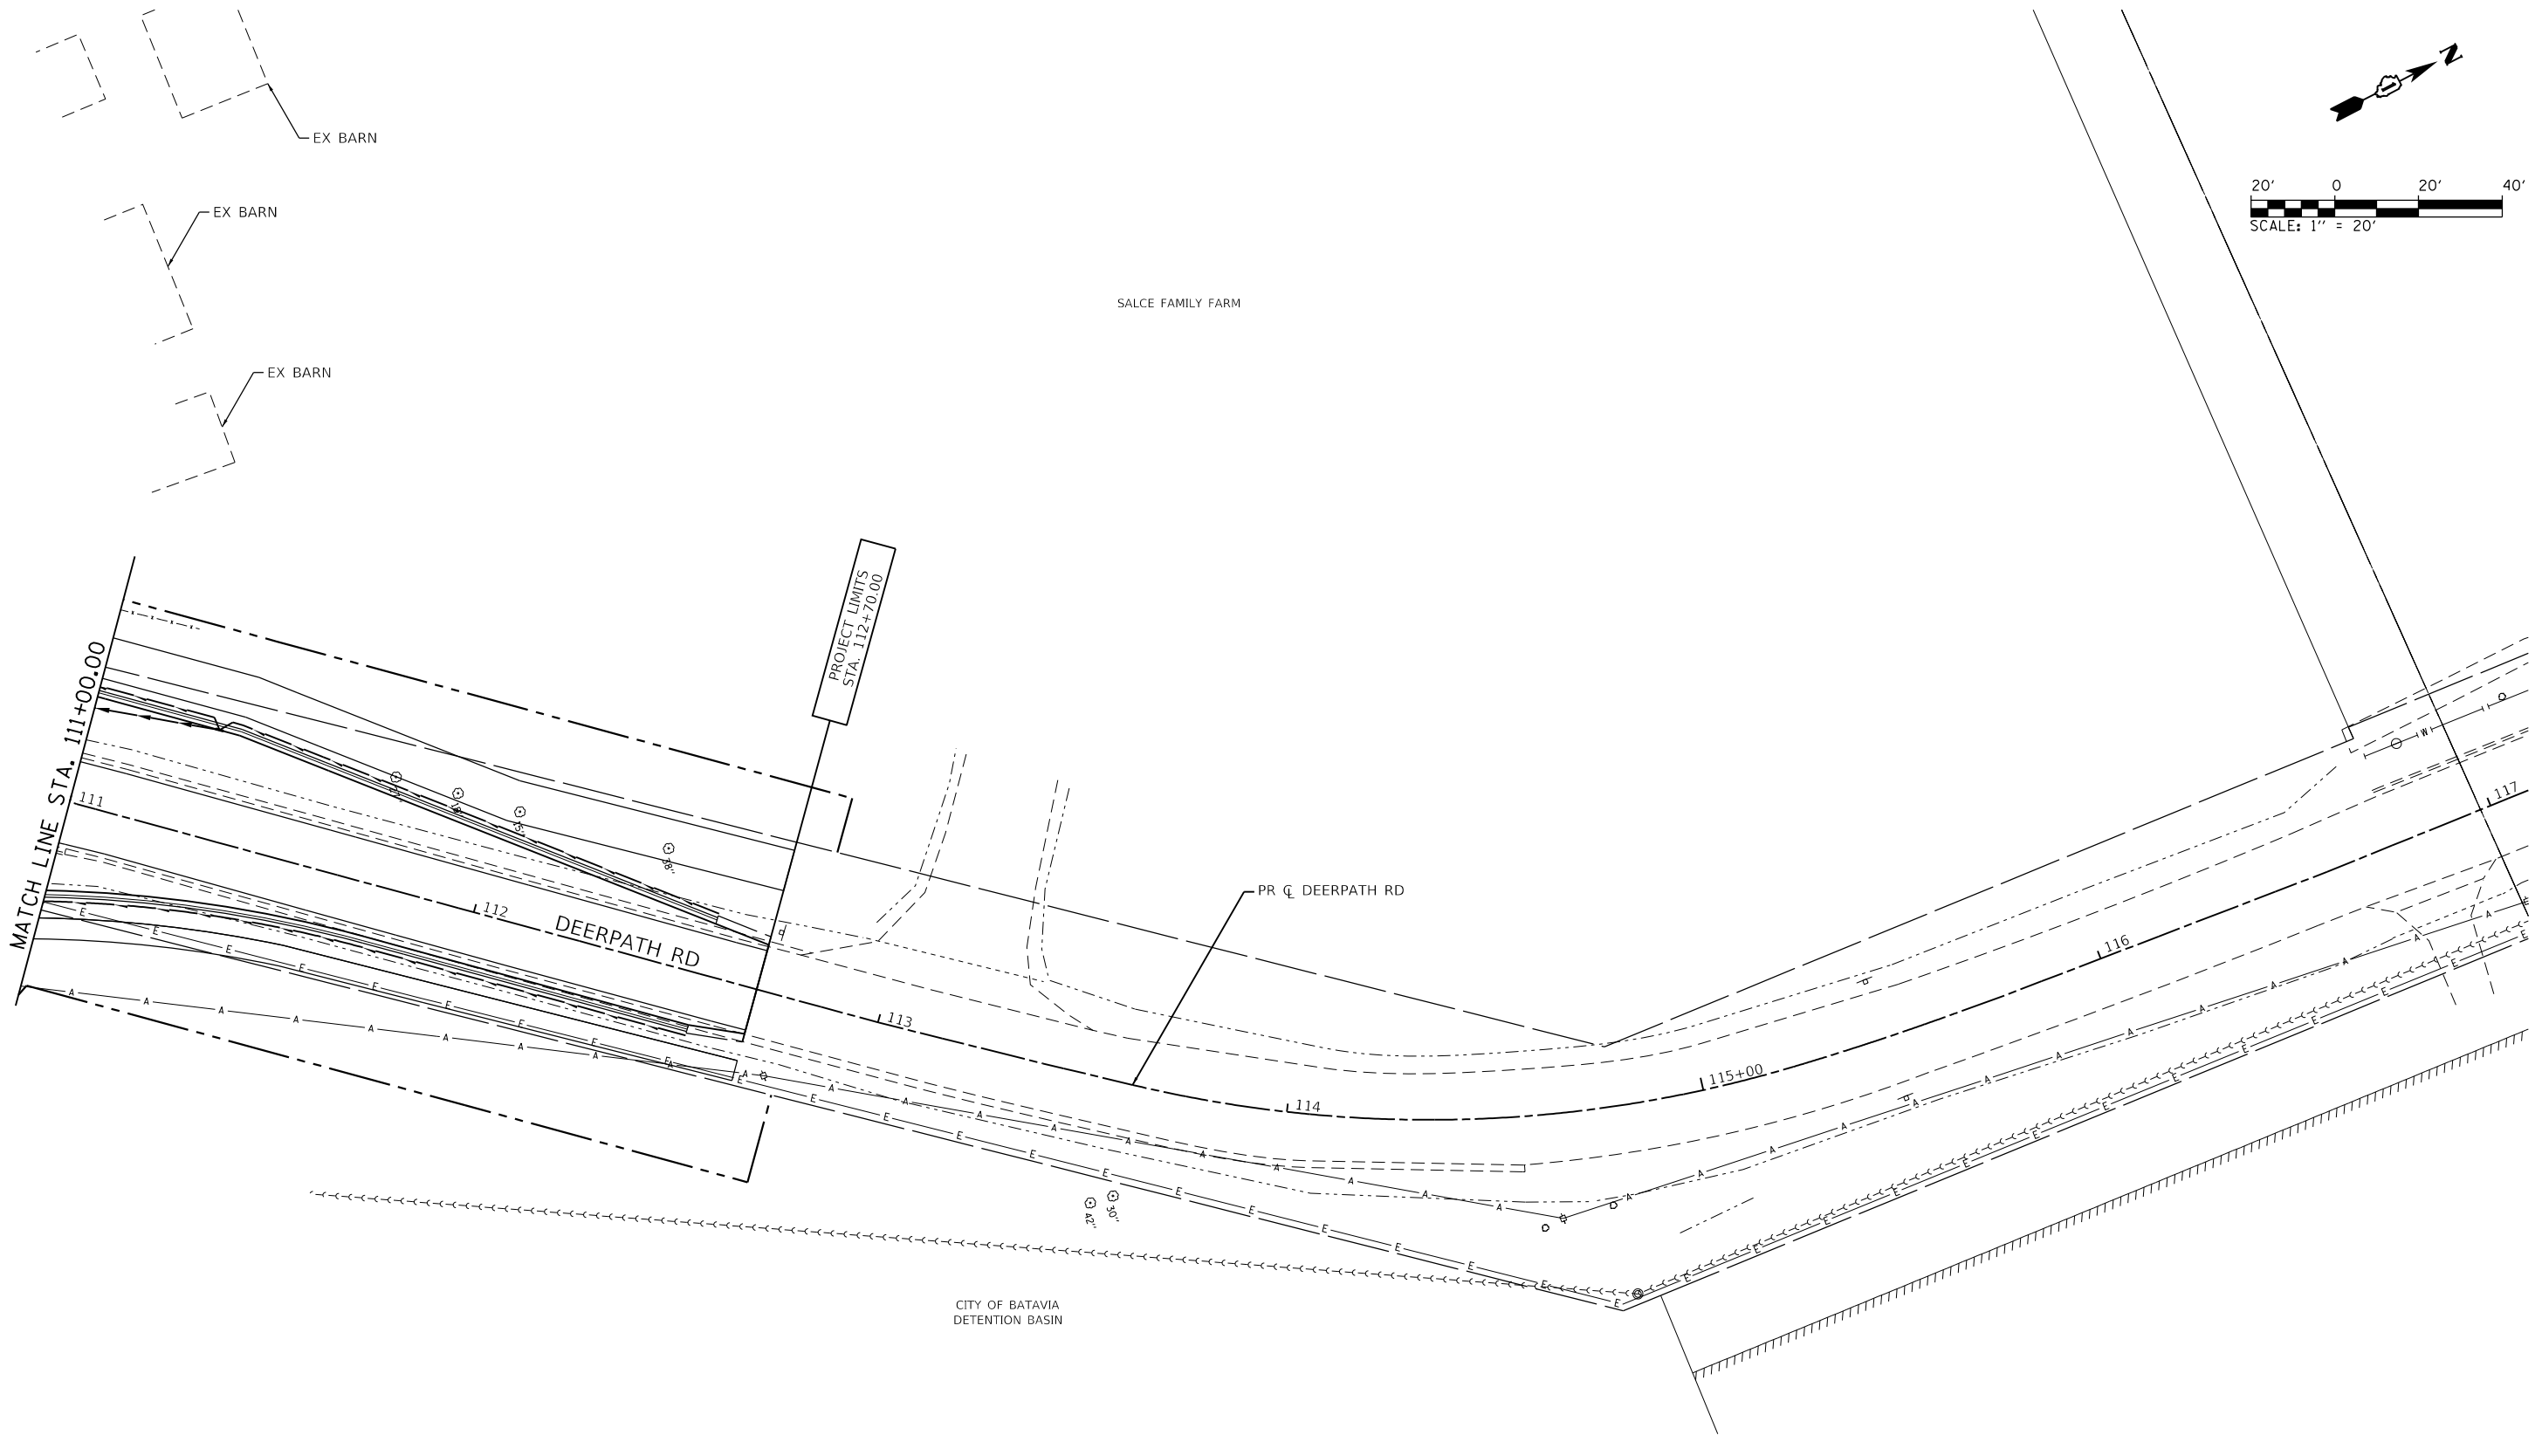 N
20' 0 20' 40'
SCALE: 1'' = 20'
EX BARN
EX BARN
EX BARN
SALCE FAMILY FARM
PROJECT LIMITS
STA. 112+70.00
MATCH LINE STA. 111+00.00
111
112
DEERPATH RD
113
114
115+00
116
117
PR ℄ DEERPATH RD
15"
38"
42"
30"
W
A
E
CITY OF BATAVIA
DETENTION BASIN